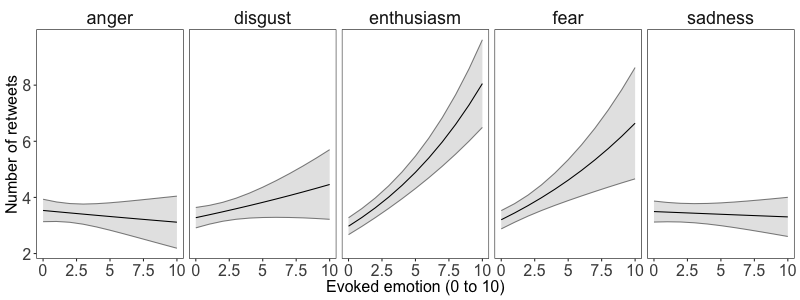 anger disgust enthusiasm fear sadness
Number of retweets
8
6
4
2
0 2.5 5 7.5 10 0 2.5 5 7.5 10 0 2.5 5 7.5 10 0 2.5 5 7.5 10 0 2.5 5 7.5 10
Evoked emotion (0 to 10)